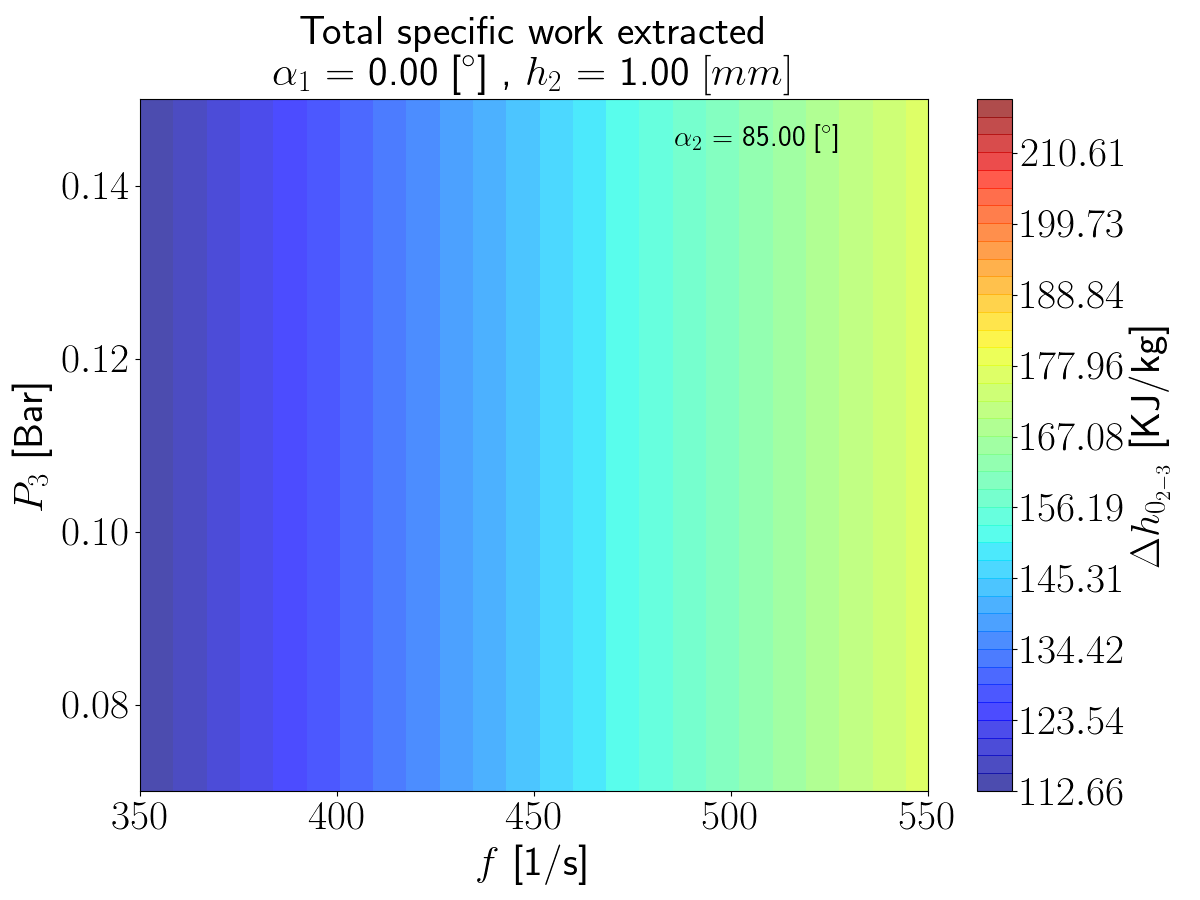 Total specific work extracted
α₁ = 0.00 [°] , h₂ = 1.00 [mm]
α₂ = 85.00 [°]
0.14
0.12
0.10
0.08
P₃ [Bar]
350 400 450 500 550
f [1/s]
210.61
199.73
188.84
177.96
167.08
156.19
145.31
134.42
123.54
112.66
Δh₀₂₋₃ [KJ/kg]